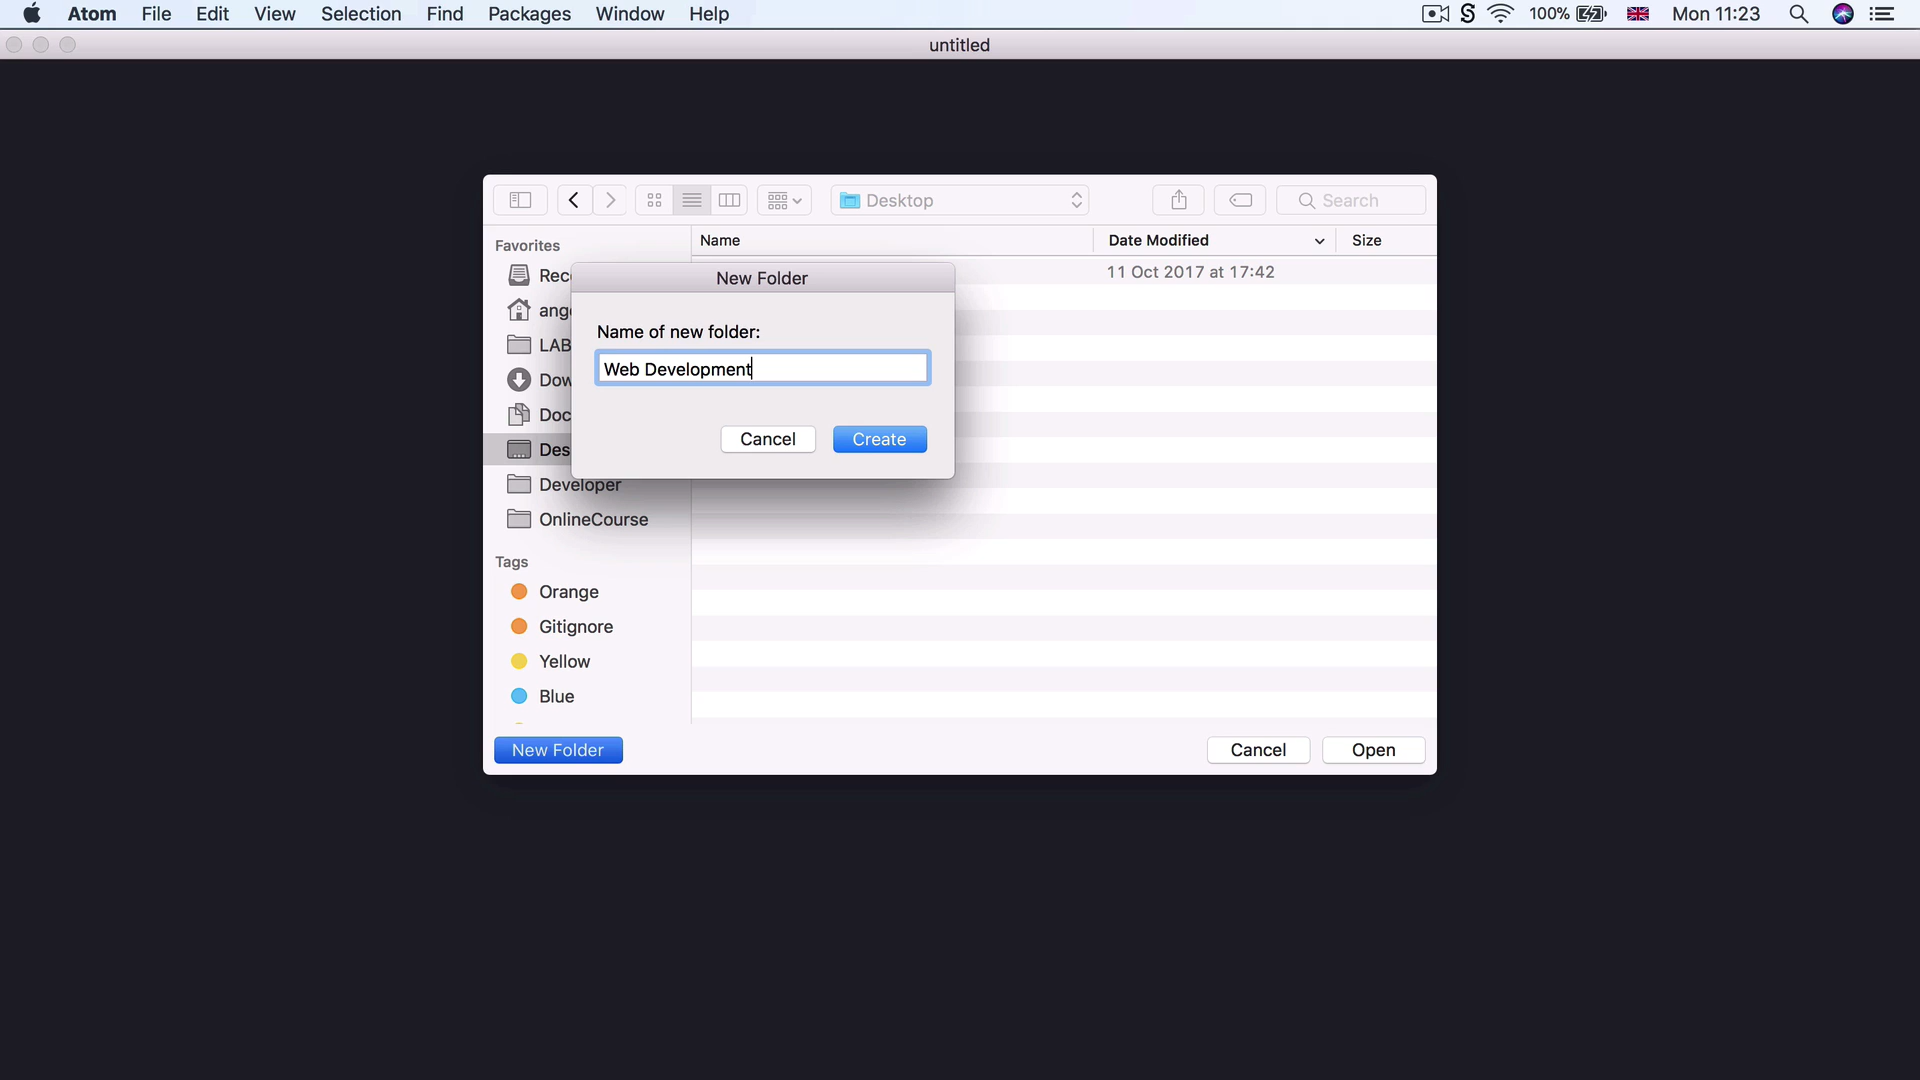 Atom File Edit View Selection Find Packages Window Help 100% Mon 11:23
untitled
Desktop Search
Favorites Name Date Modified Size
11 Oct 2017 at 17:42
New Folder
Name of new folder:
Web Development
Cancel Create
Developer
OnlineCourse
Tags
Orange
Gitignore
Yellow
Blue
New Folder Cancel Open